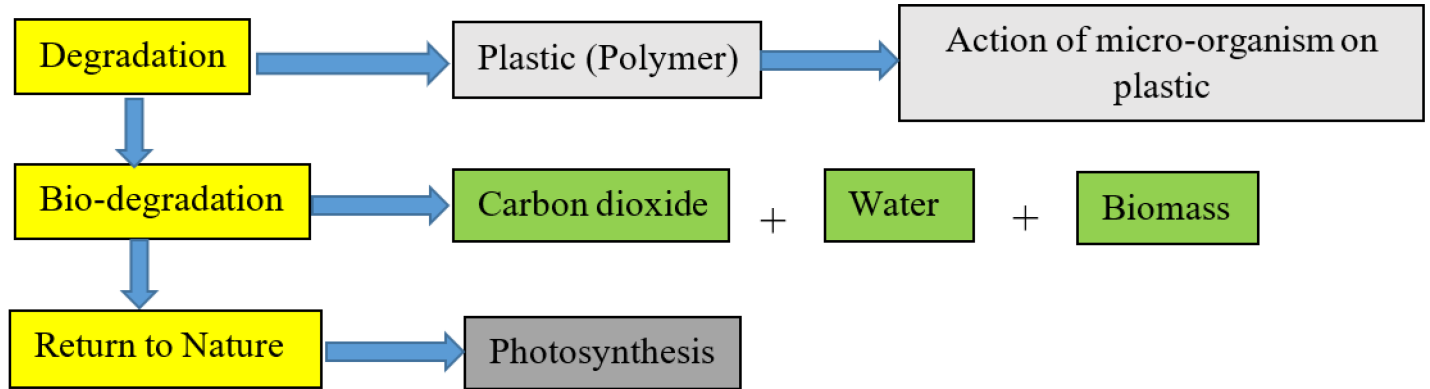 Degradation
Plastic (Polymer)
Action of micro-organism on
plastic
Bio-degradation
Carbon dioxide
+
Water
+
Biomass
Return to Nature
Photosynthesis